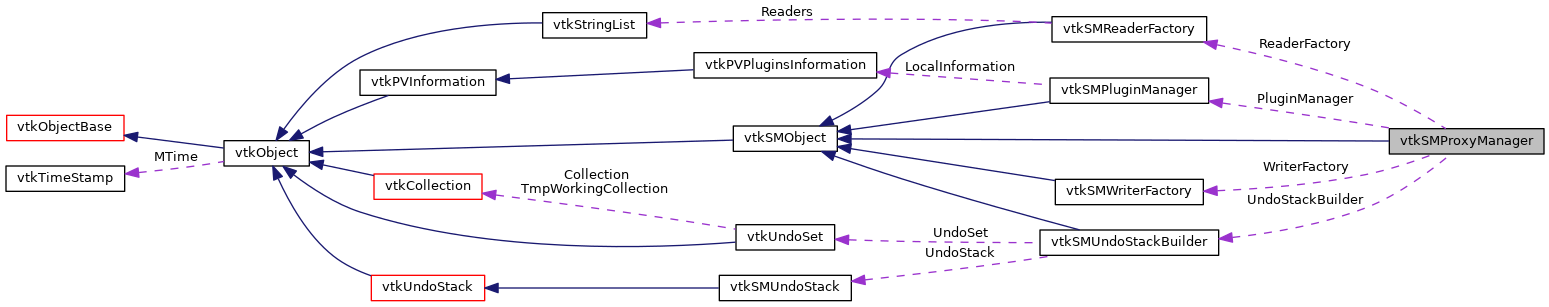 Readers
vtkStringList
vtkSMReaderFactory
ReaderFactory
vtkPVPluginsInformation
LocalInformation
vtkPVInformation
vtkSMPluginManager
PluginManager
vtkObjectBase
vtkSMObject
vtkSMProxyManager
vtkObject
MTime
vtkTimeStamp
WriterFactory
Collection
TmpWorkingCollection
vtkCollection
vtkSMWriterFactory
UndoStackBuilder
vtkUndoSet
UndoSet
vtkSMUndoStackBuilder
UndoStack
vtkUndoStack
vtkSMUndoStack